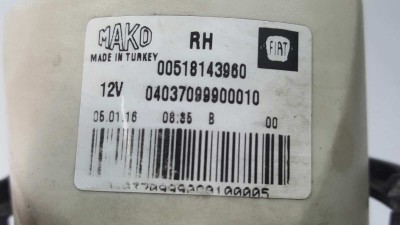 MAKO RH FIAT
MADE IN TURKEY
00518143960
12V 04037099900010
05.01.16 08:35 B 00